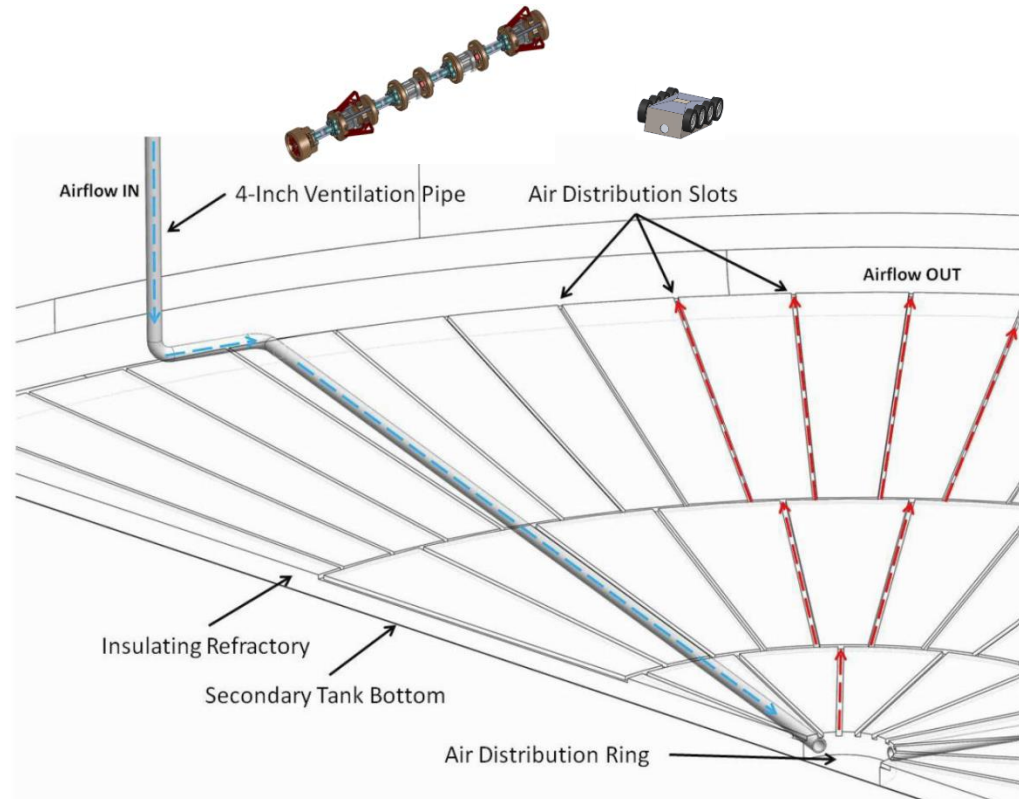 Airflow IN
4-Inch Ventilation Pipe
Air Distribution Slots
Airflow OUT
Insulating Refractory
Secondary Tank Bottom
Air Distribution Ring